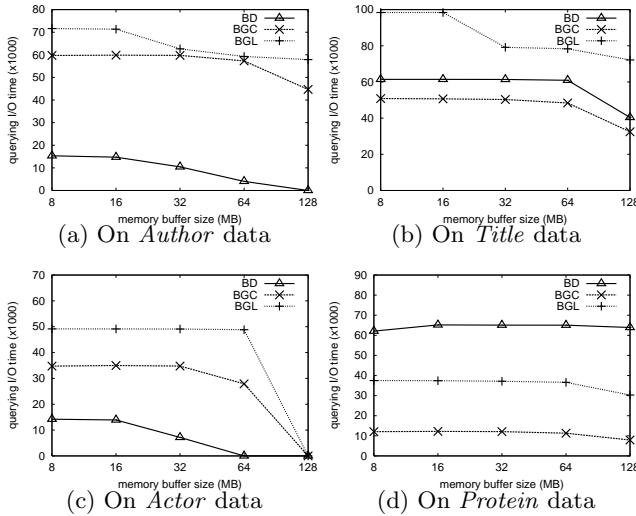 80
70
60
50
40
30
20
10
0
querying I/O time (x1000)
BD
BGC
BGL
8 16 32 64 128
memory buffer size (MB)
(a) On Author data
100
80
60
40
20
0
querying I/O time (x1000)
BD
BGC
BGL
8 16 32 64 128
memory buffer size (MB)
(b) On Title data
70
60
50
40
30
20
10
0
querying I/O time (x1000)
BD
BGC
BGL
8 16 32 64 128
memory buffer size (MB)
(c) On Actor data
90
80
70
60
50
40
30
20
10
0
querying I/O time (x1000)
BD
BGC
BGL
8 16 32 64 128
memory buffer size (MB)
(d) On Protein data